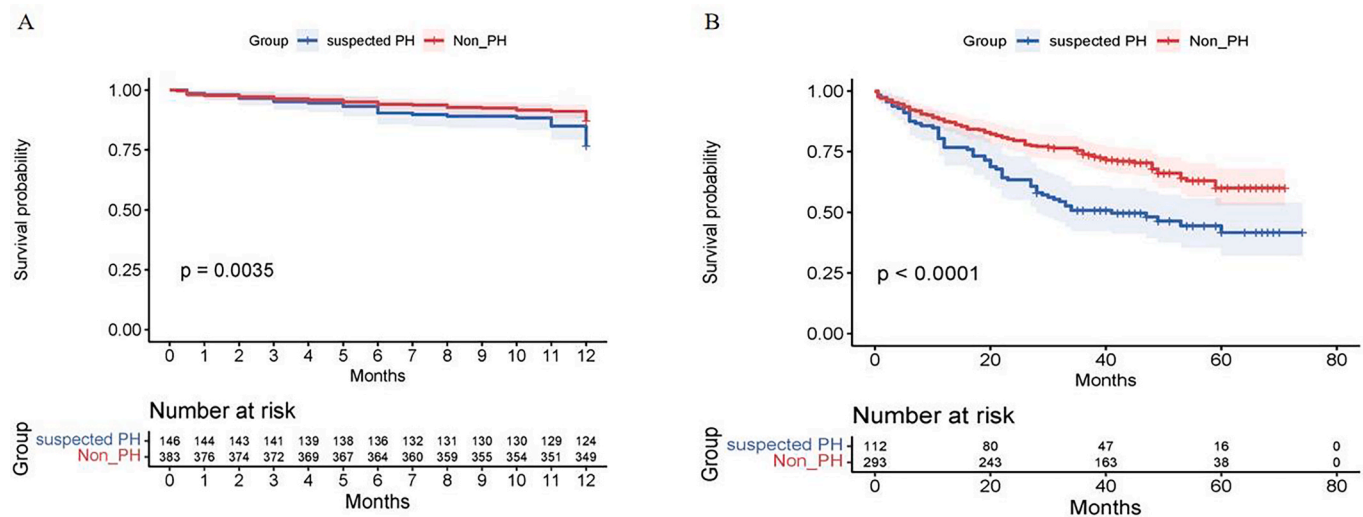 A
Group suspected PH Non_PH
Survival probability
1.00
0.75
0.50
0.25
0.00
p = 0.0035
0 1 2 3 4 5 6 7 8 9 10 11 12
Months
Number at risk
Group
suspected PH 146 144 143 141 139 138 136 132 131 130 130 129 124
Non_PH 383 376 374 372 369 367 364 360 359 355 354 351 349
0 1 2 3 4 5 6 7 8 9 10 11 12
Months
B
Group suspected PH Non_PH
Survival probability
1.00
0.75
0.50
0.25
0.00
p < 0.0001
0 20 40 60 80
Months
Number at risk
Group
suspected PH 112 80 47 16 0
Non_PH 293 243 163 38 0
0 20 40 60 80
Months